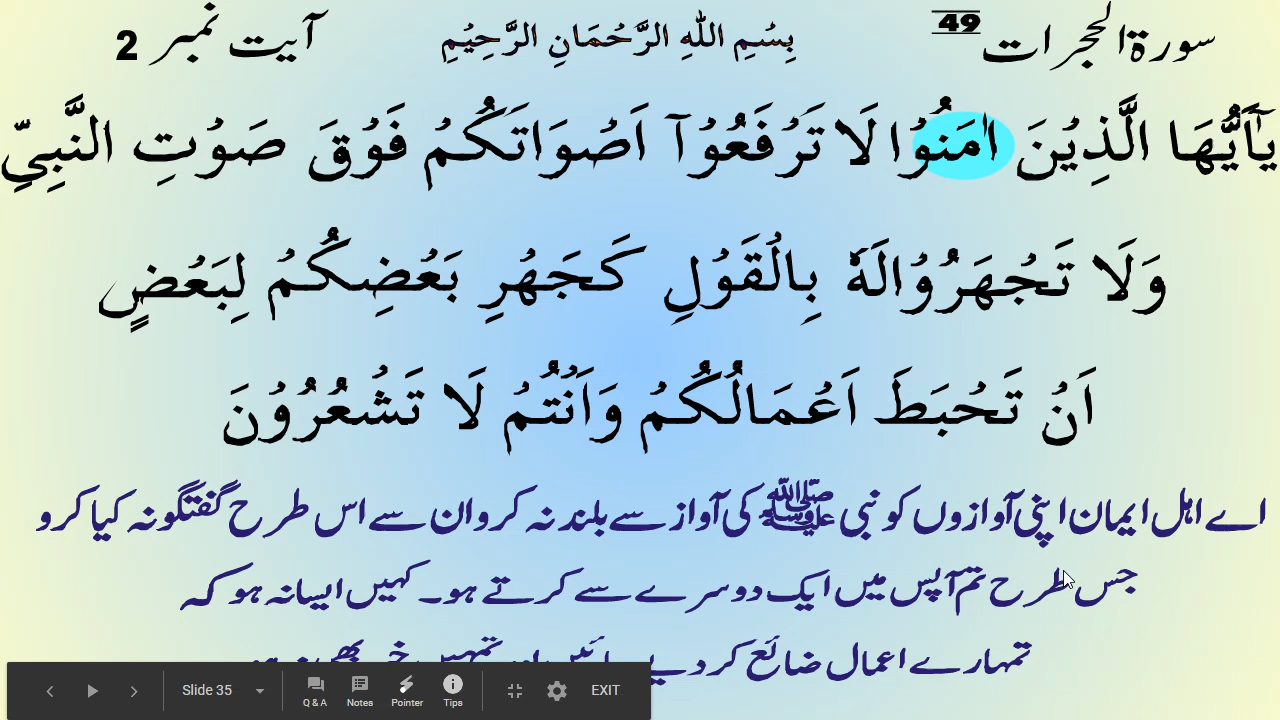 سورۃ الحجرات 49 بِسُمِ اللهِ الرَّحُمَانِ الرَّحِيُمِ آیت نمبر 2
يٰٓاَيُّهَا الَّذِيُنَ اٰمَنُوُا لَا تَرُفَعُوُآ اَصُوَاتَكُمُ فَوُقَ صَوُتِ النَّبِيِّ
وَلَا تَجُهَرُوُالَهٗ بِالُقَوُلِ كَجَهُرِ بَعُضِكُمُ لِبَعُضٍ
اَنُ تَحُبَطَ اَعُمَالُكُمُ وَاَنُتُمُ لَا تَشُعُرُوُنَ
اے اہل ایمان اپنی آوازوں کو نبی ﷺ کی آواز سے بلند نہ کرو ان سے اس طرح گفتگو نہ کیا کرو
جس طرح تم آپس میں ایک دوسرے سے کرتے ہو۔ کہیں ایسا نہ ہو کہ
تمہارے اعمال ضائع کر دیے
Slide 35 Q & A Notes Pointer Tips EXIT